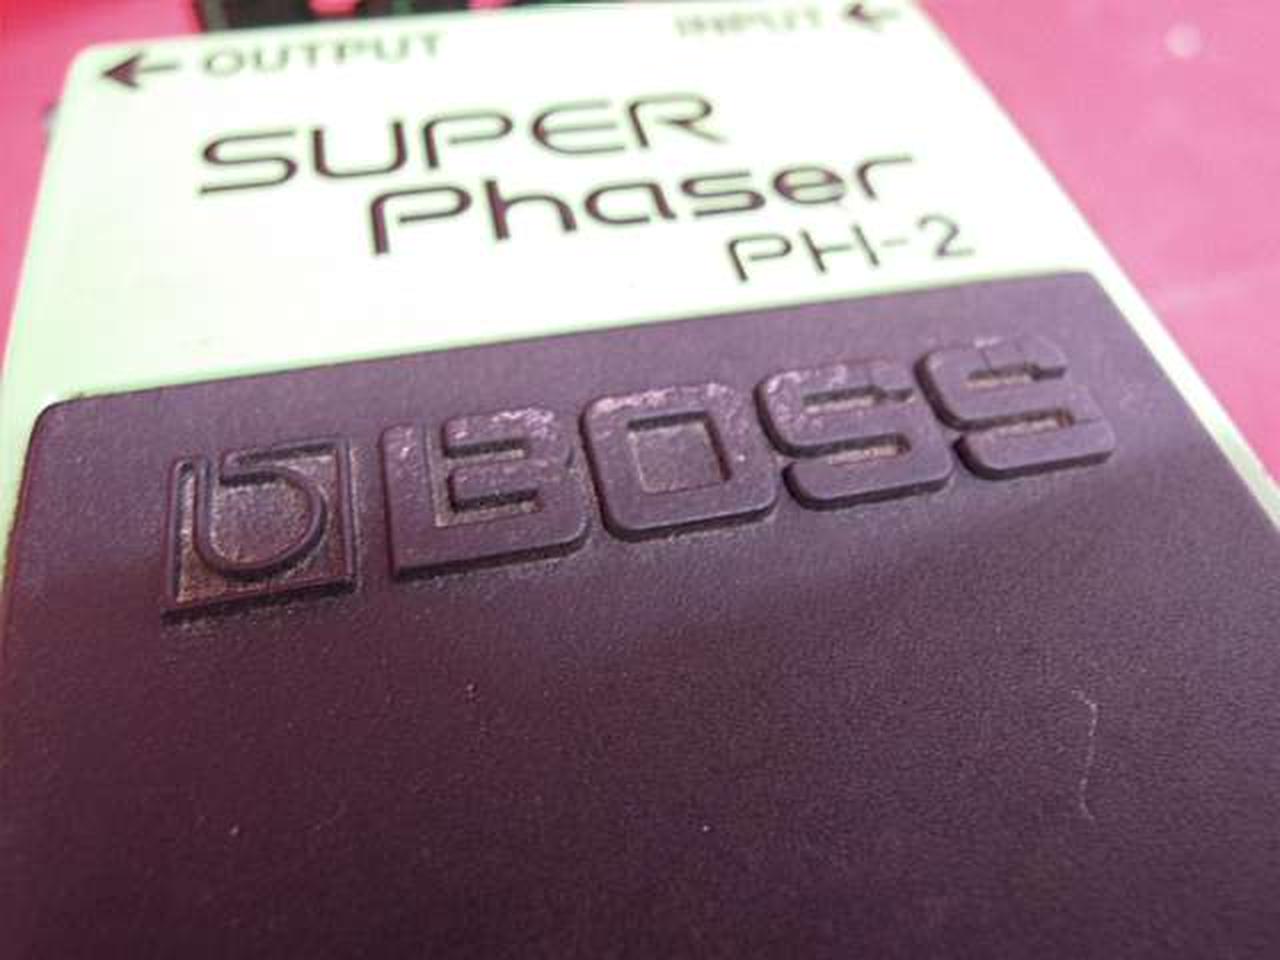 OUTPUT INPUT
SUPER
Phaser
PH-2
BOSS